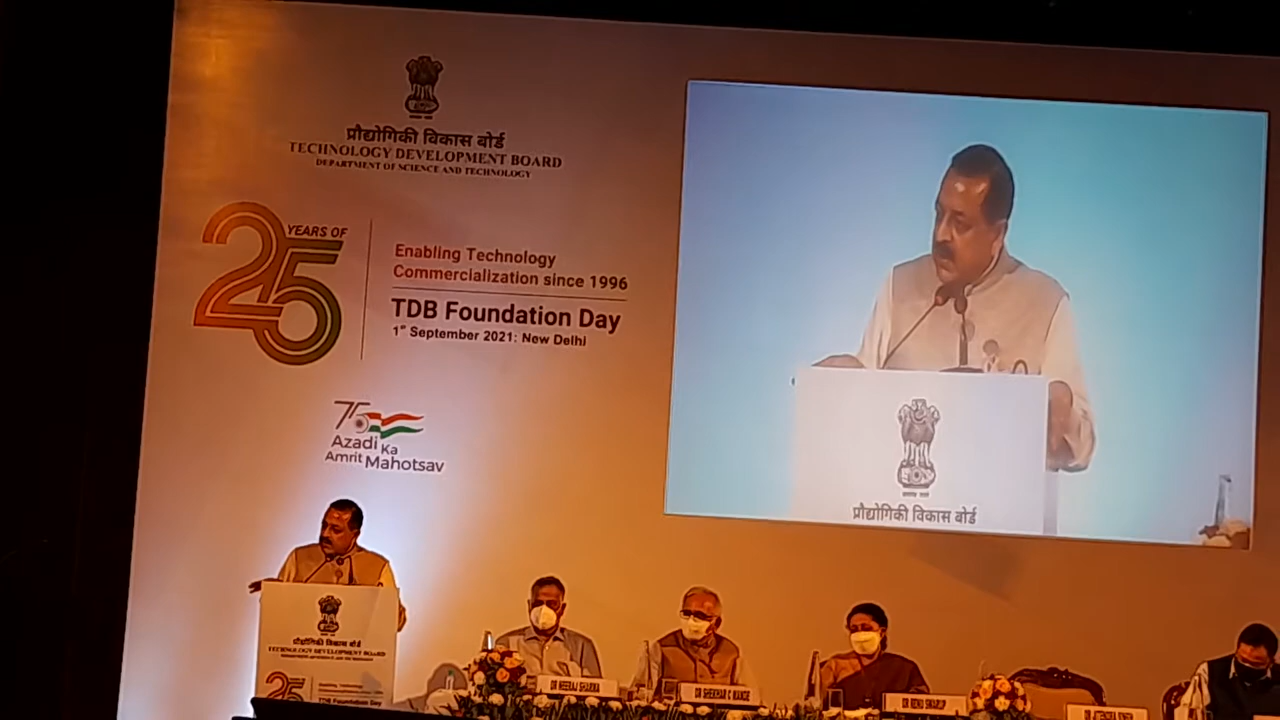 प्रौद्योगिकी विकास बोर्ड
TECHNOLOGY DEVELOPMENT BOARD
DEPARTMENT OF SCIENCE AND TECHNOLOGY
25 YEARS OF
Enabling Technology
Commercialization since 1996
TDB Foundation Day
1st September 2021: New Delhi
75
Azadi Ka
Amrit Mahotsav
प्रौद्योगिकी विकास बोर्ड
प्रौद्योगिकी विकास बोर्ड
TECHNOLOGY DEVELOPMENT BOARD
25
TDB Foundation Day
DR NEERAJ SHARMA
DR SHEKHAR C MANDE
DR RENU SWARUP